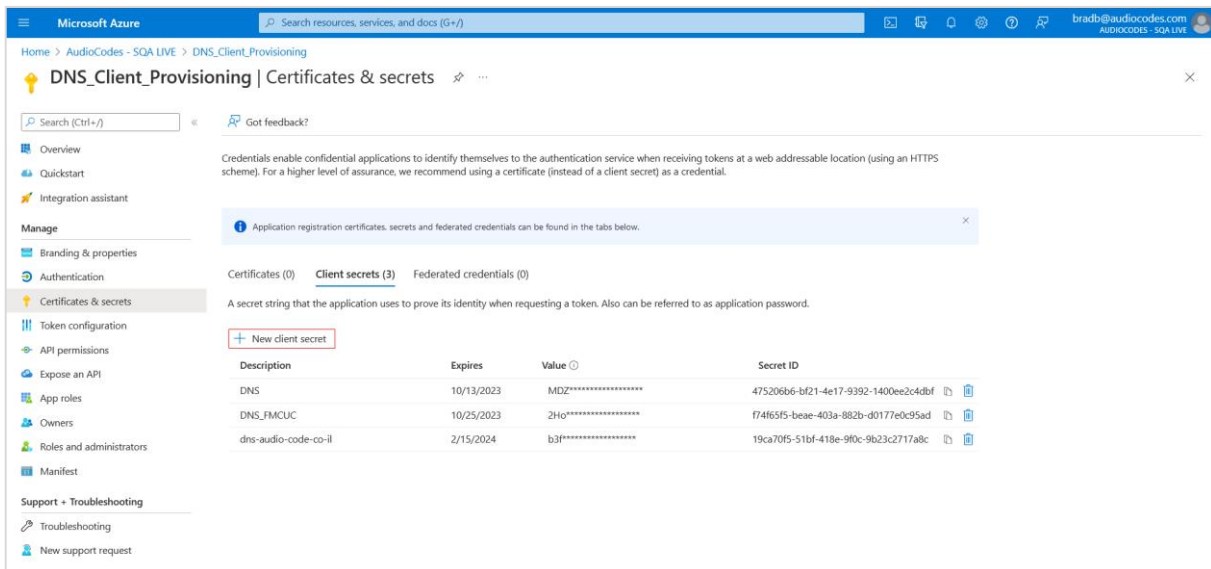 Microsoft Azure
Search resources, services, and docs (G+/)
bradb@audiocodes.com
AUDIOCODES - SQA LIVE
Home > AudioCodes - SQA LIVE > DNS_Client_Provisioning
DNS_Client_Provisioning | Certificates & secrets
Search (Ctrl+/)
Got feedback?
Overview
Quickstart
Integration assistant
Manage
Branding & properties
Authentication
Certificates & secrets
Token configuration
API permissions
Expose an API
App roles
Owners
Roles and administrators
Manifest
Support + Troubleshooting
Troubleshooting
New support request
Credentials enable confidential applications to identify themselves to the authentication service when receiving tokens at a web addressable location (using an HTTPS
scheme). For a higher level of assurance, we recommend using a certificate (instead of a client secret) as a credential.
Application registration certificates, secrets and federated credentials can be found in the tabs below.
Certificates (0) Client secrets (3) Federated credentials (0)
A secret string that the application uses to prove its identity when requesting a token. Also can be referred to as application password.
+ New client secret
Description Expires Value Secret ID
DNS 10/13/2023 MDZ****************** 475206b6-bf21-4e17-9392-1400ee2c4dbf
DNS_FMCUC 10/25/2023 2Ho****************** f74f65f5-beae-403a-882b-d0177e0c95ad
dns-audio-code-co-il 2/15/2024 b3f****************** 19ca70f5-51bf-418e-9f0c-9b23c2717a8c